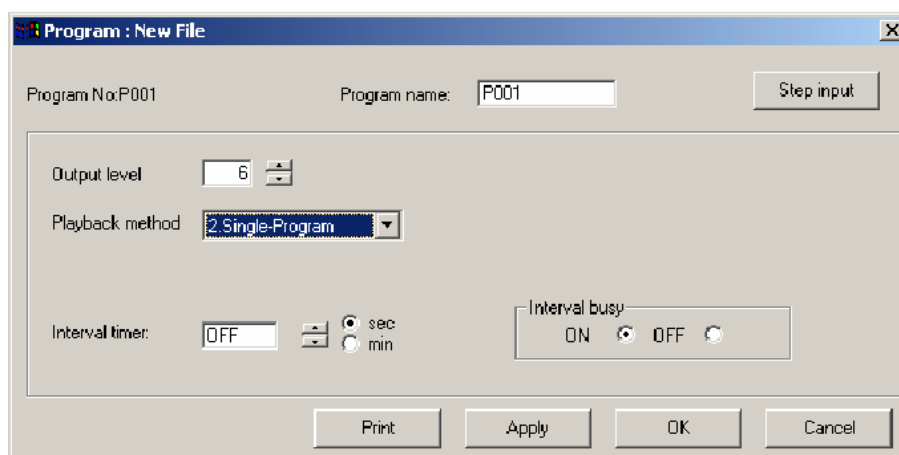 Program : New File
Program No:P001 Program name: P001 Step input
Output level 6
Playback method 2.Single-Program
Interval busy
Interval timer: OFF sec ON OFF
min
Print Apply OK Cancel